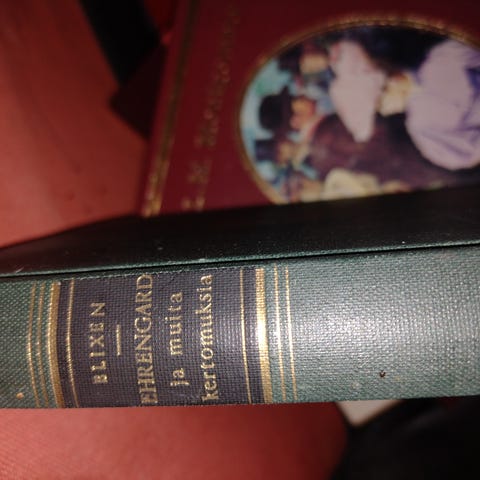 BLIXEN
EHRENGARD
ja muita
kertomuksia